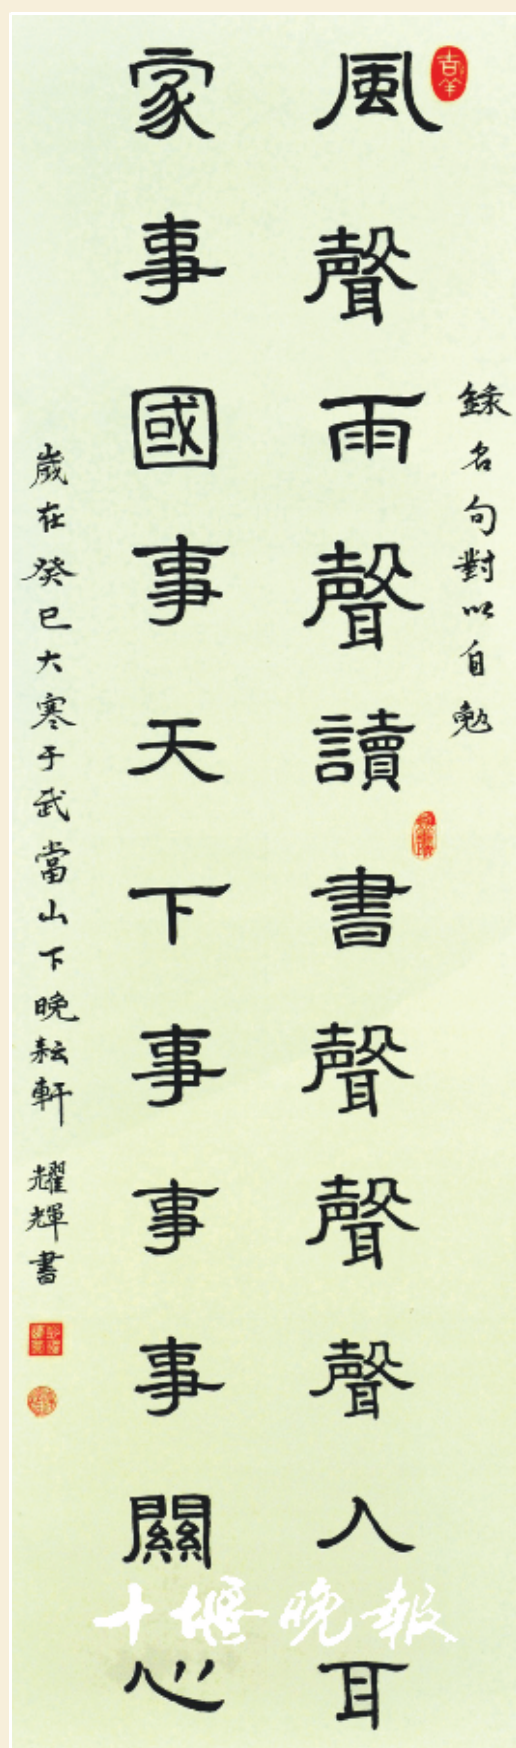 吉羊
錄名句對以自勉
風聲雨聲讀書聲聲聲入耳
家事國事天下事事事關心
歲在癸巳大寒于武當山下晚耘軒 耀輝書
十堰晚報